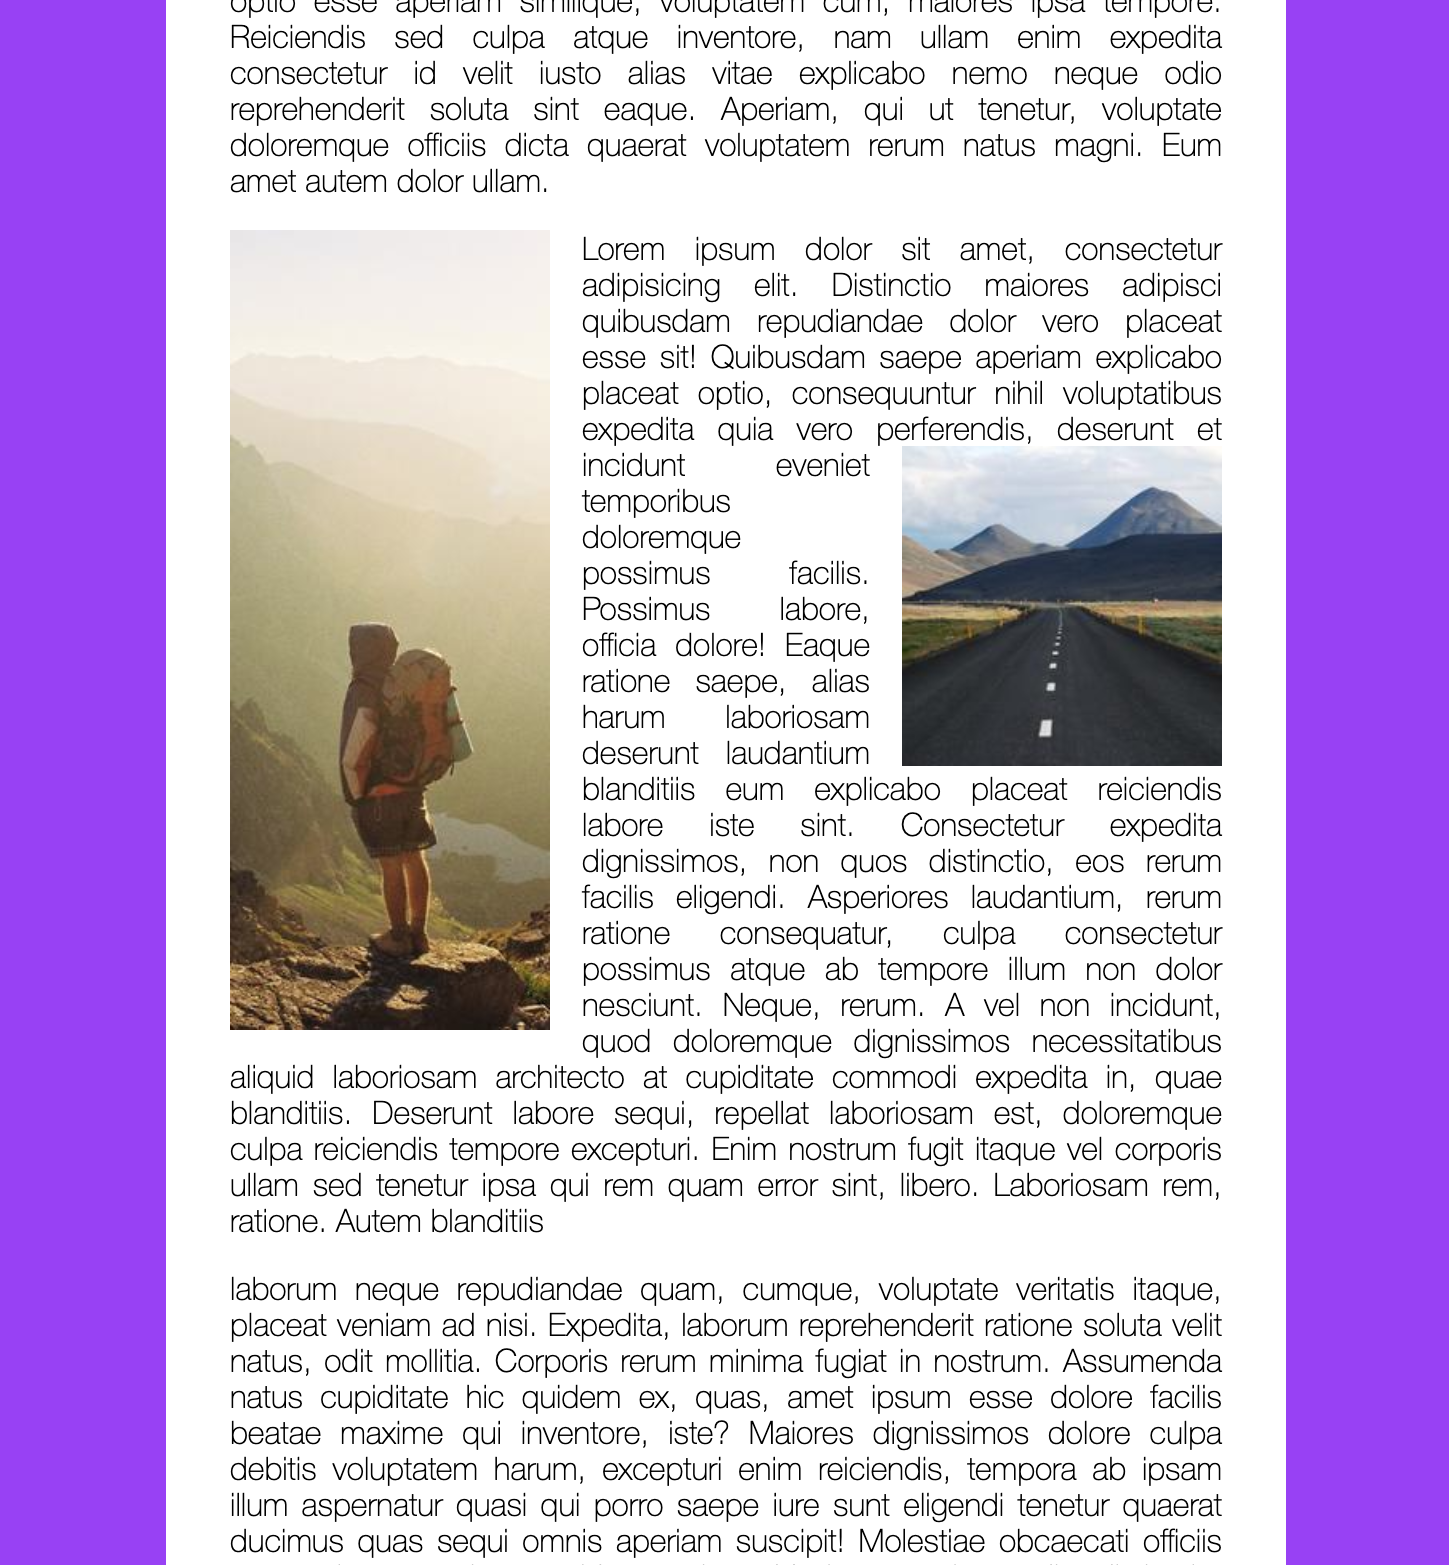 optio esse aperiam similique, voluptatem cum, maiores ipsa tempore.
Reiciendis sed culpa atque inventore, nam ullam enim expedita
consectetur id velit iusto alias vitae explicabo nemo neque odio
reprehenderit soluta sint eaque. Aperiam, qui ut tenetur, voluptate
doloremque officiis dicta quaerat voluptatem rerum natus magni. Eum
amet autem dolor ullam.
Lorem ipsum dolor sit amet, consectetur
adipisicing elit. Distinctio maiores adipisci
quibusdam repudiandae dolor vero placeat
esse sit! Quibusdam saepe aperiam explicabo
placeat optio, consequuntur nihil voluptatibus
expedita quia vero perferendis, deserunt et
incidunt eveniet
temporibus
doloremque
possimus facilis.
Possimus labore,
officia dolore! Eaque
ratione saepe, alias
harum laboriosam
deserunt laudantium
blanditiis eum explicabo placeat reiciendis
labore iste sint. Consectetur expedita
dignissimos, non quos distinctio, eos rerum
facilis eligendi. Asperiores laudantium, rerum
ratione consequatur, culpa consectetur
possimus atque ab tempore illum non dolor
nesciunt. Neque, rerum. A vel non incidunt,
quod doloremque dignissimos necessitatibus
aliquid laboriosam architecto at cupiditate commodi expedita in, quae
blanditiis. Deserunt labore sequi, repellat laboriosam est, doloremque
culpa reiciendis tempore excepturi. Enim nostrum fugit itaque vel corporis
ullam sed tenetur ipsa qui rem quam error sint, libero. Laboriosam rem,
ratione. Autem blanditiis
laborum neque repudiandae quam, cumque, voluptate veritatis itaque,
placeat veniam ad nisi. Expedita, laborum reprehenderit ratione soluta velit
natus, odit mollitia. Corporis rerum minima fugiat in nostrum. Assumenda
natus cupiditate hic quidem ex, quas, amet ipsum esse dolore facilis
beatae maxime qui inventore, iste? Maiores dignissimos dolore culpa
debitis voluptatem harum, excepturi enim reiciendis, tempora ab ipsam
illum aspernatur quasi qui porro saepe iure sunt eligendi tenetur quaerat
ducimus quas sequi omnis aperiam suscipit! Molestiae obcaecati officiis